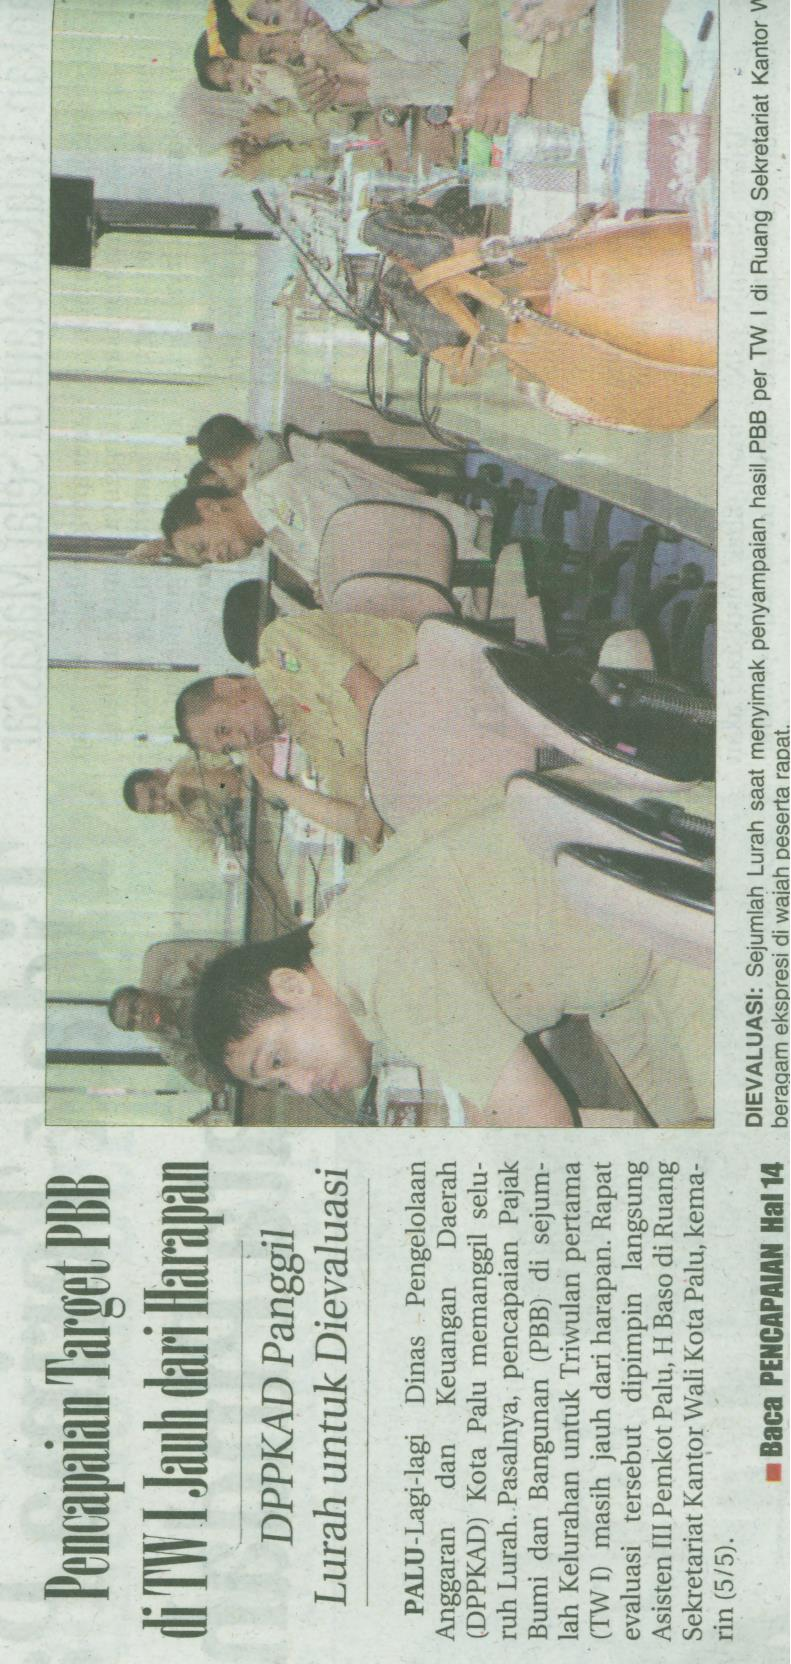 Pencapaian Target PBB
di TW I Jauh dari Harapan
DPPKAD Panggil
Lurah untuk Dievaluasi
PALU-Lagi-lagi Dinas Pengelolaan
Anggaran dan Keuangan Daerah
(DPPKAD) Kota Palu memanggil selu-
ruh Lurah. Pasalnya, pencapaian Pajak
Bumi dan Bangunan (PBB) di sejum-
lah Kelurahan untuk Triwulan pertama
(TW I) masih jauh dari harapan. Rapat
evaluasi tersebut dipimpin langsung
Asisten III Pemkot Palu, H Baso di Ruang
Sekretariat Kantor Wali Kota Palu, kema-
rin (5/5).
Baca PENCAPAIAN Hal 14
DIEVALUASI: Sejumlah Lurah saat menyimak penyampaian hasil PBB per TW I di Ruang Sekretariat Kantor W
beragam ekspresi di wajah peserta rapat.